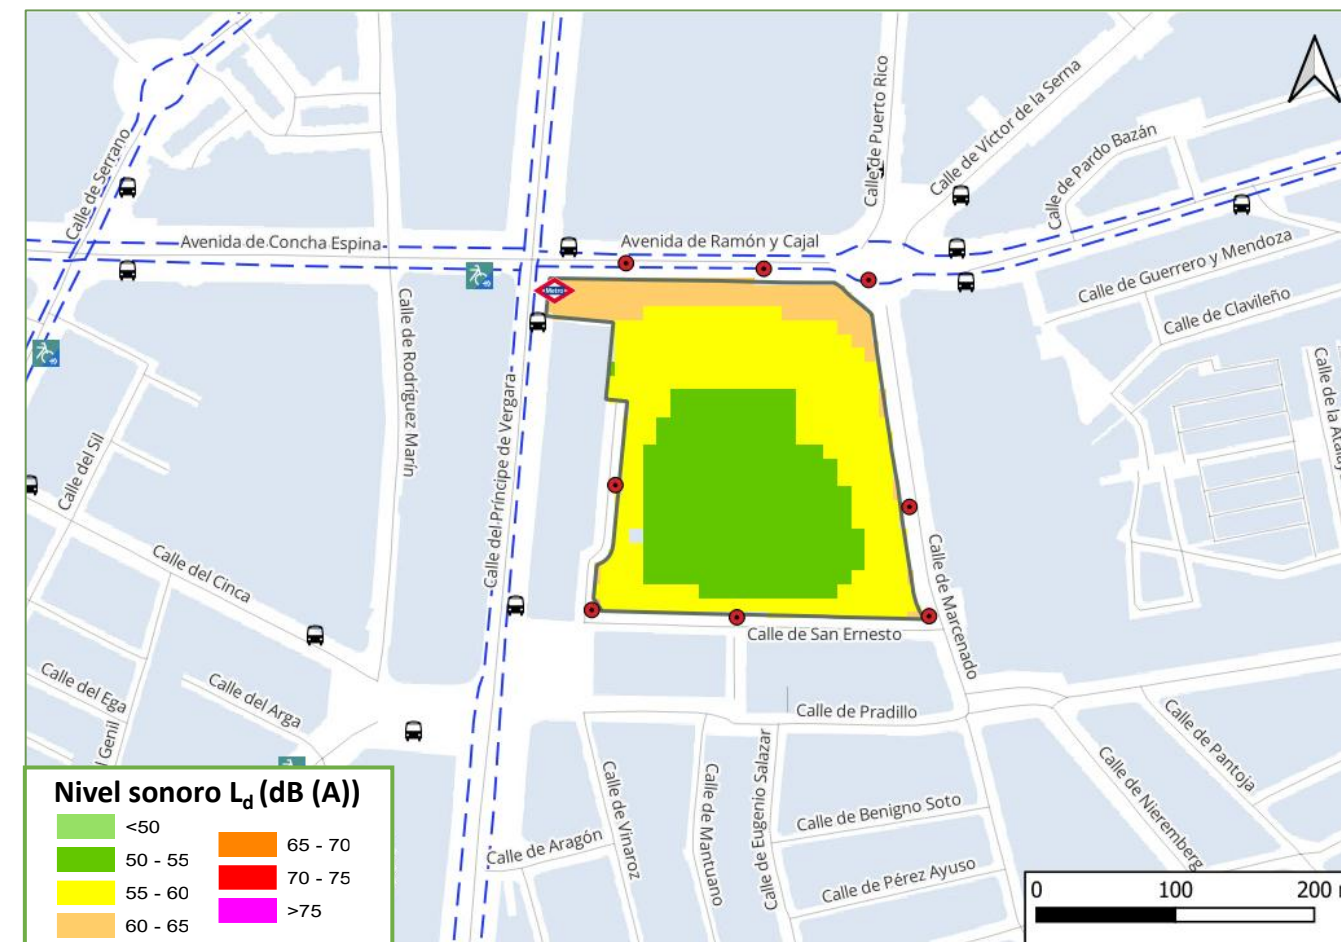 Calle de Serrano
Calle de Puerto Rico
Calle de Víctor de la Serna
Calle de Pardo Bazán
Avenida de Concha Espina
Avenida de Ramón y Cajal
Calle de Guerrero y Mendoza
Metro
Calle de Clavileño
Calle de Rodríguez Marín
Calle del Príncipe de Vergara
Calle de la
Calle del Sil
Calle del Cinca
Calle de Marcenado
Calle de San Ernesto
Calle del Ega
Calle del Arga
Genil
Calle de Pradillo
Calle de Pantoja
Calle de Vinaroz
Calle de Mantuano
Calle de Eugenio Salazar
Calle de Nieremberg
Calle de Benigno Soto
Calle de Aragón
Calle de Pérez Ayuso
Nivel sonoro Ld (dB (A))
<50
50 - 55
55 - 60
60 - 65
65 - 70
70 - 75
>75
0 100 200